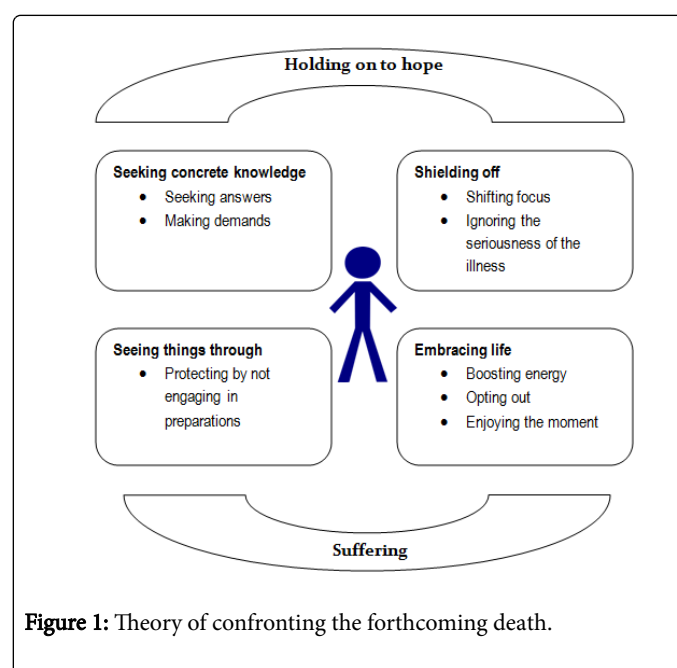 Holding on to hope
Seeking concrete knowledge
• Seeking answers
• Making demands
Shielding off
• Shifting focus
• Ignoring the
seriousness of the
illness
Seeing things through
• Protecting by not
engaging in
preparations
Embracing life
• Boosting energy
• Opting out
• Enjoying the moment
Suffering
Figure 1: Theory of confronting the forthcoming death.